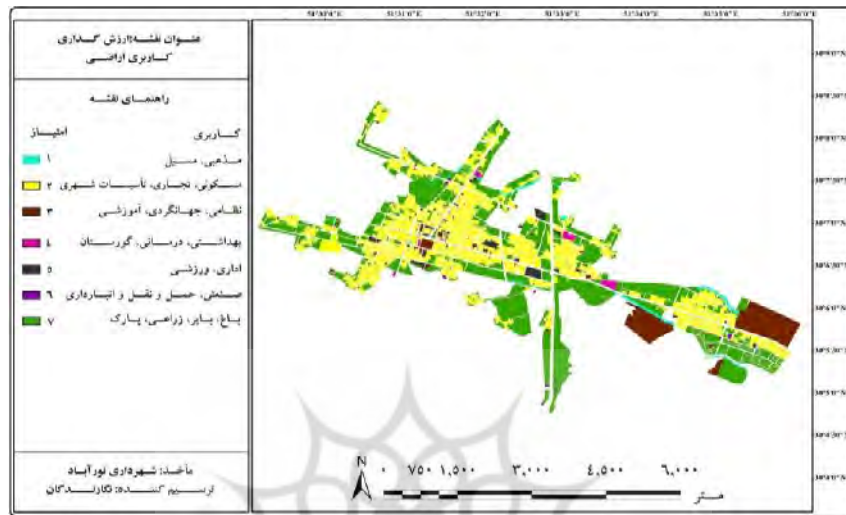 عنوان نقشه: ارزش گذاری
کاربری اراضی
راهنمای نقشه
کاربری امتیاز
۱ مذهبی، مسیل
۲ مسکونی، تجاری، تأسیسات شهری
۳ نظامی، جهانگردی، آموزشی
۴ بهداشتی، درمانی، گورستان
۵ اداری، ورزشی
۶ صنعتی، حمل و نقل و انبارداری
۷ باغ، بایر، زراعی، پارک
مأخذ: شهرداری نورآباد
ترسیم کننده: نگارندگان
N
۰ ۷۵۰ ۱,۵۰۰ ۳,۰۰۰ ۴,۵۰۰ ۶,۰۰۰
متر